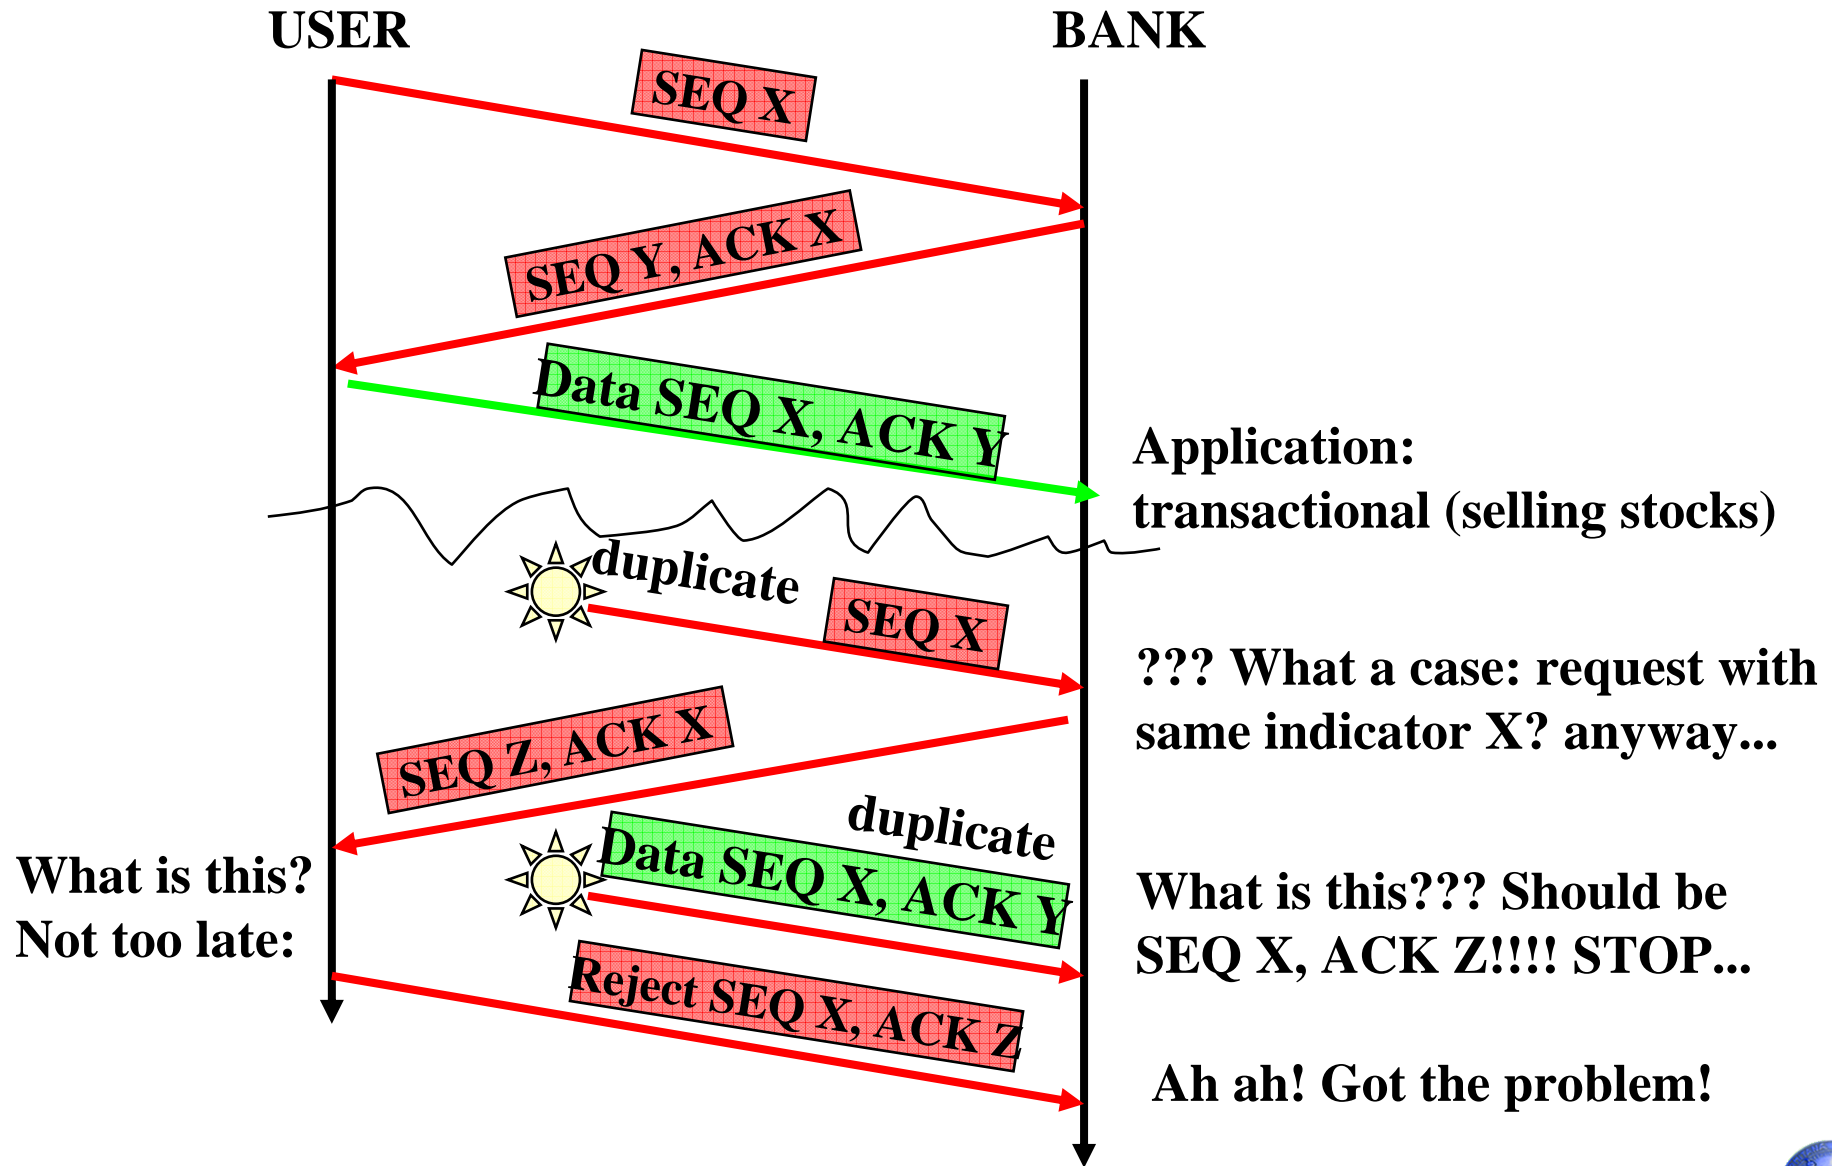 USER
BANK
SEQ X
SEQ Y, ACK X
Data SEQ X, ACK Y
Application:
transactional (selling stocks)
duplicate
SEQ X
??? What a case: request with
same indicator X? anyway...
SEQ Z, ACK X
duplicate
Data SEQ X, ACK Y
What is this?
Not too late:
What is this??? Should be
SEQ X, ACK Z!!!! STOP...
Reject SEQ X, ACK Z
Ah ah! Got the problem!